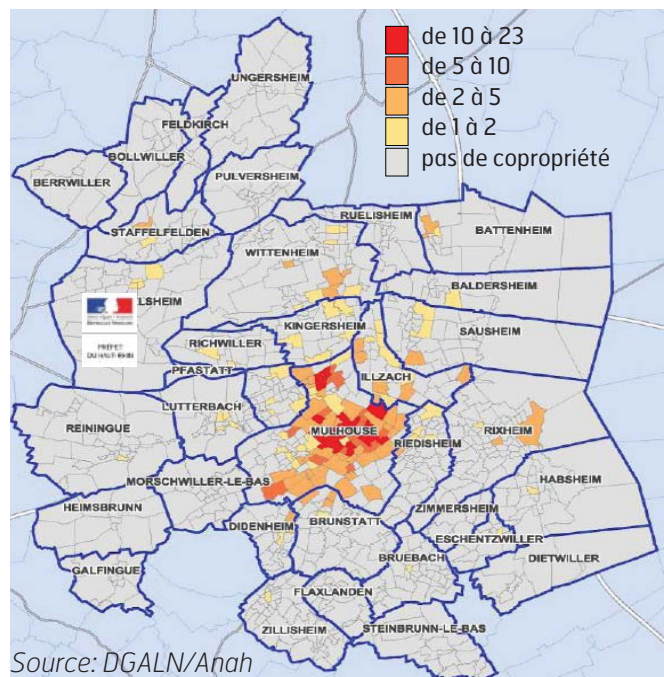 de 10 à 23
de 5 à 10
de 2 à 5
de 1 à 2
pas de copropriété
UNGERSHEIM
FELDKIRCH
BOLLWILLER
BERRWILLER
PULVERSHEIM
RUELISHEIM
BATTENHEIM
STAFFELFELDEN
WITTENHEIM
BALDERSHEIM
LSHEIM
PRÉFET
DU HAUT-RHIN
KINGERSHEIM
SAUSHEIM
RICHWILLER
PFASTATT
ILLZACH
LUTTERBACH
REININGUE
MULHOUSE
RIEDISHEIM
RIXHEIM
MORSCHWILLER-LE-BAS
HABSHEIM
HEIMSBRUNN
ZIMMERSHEIM
DIDENHEIM
BRUNSTATT
ESCHENTZWILLER
BRUEBACH
DIETWILLER
GALFINGUE
FLAXLANDEN
ZILLISHEIM
STEINBRUNN-LE-BAS
Source: DGALN/Anah